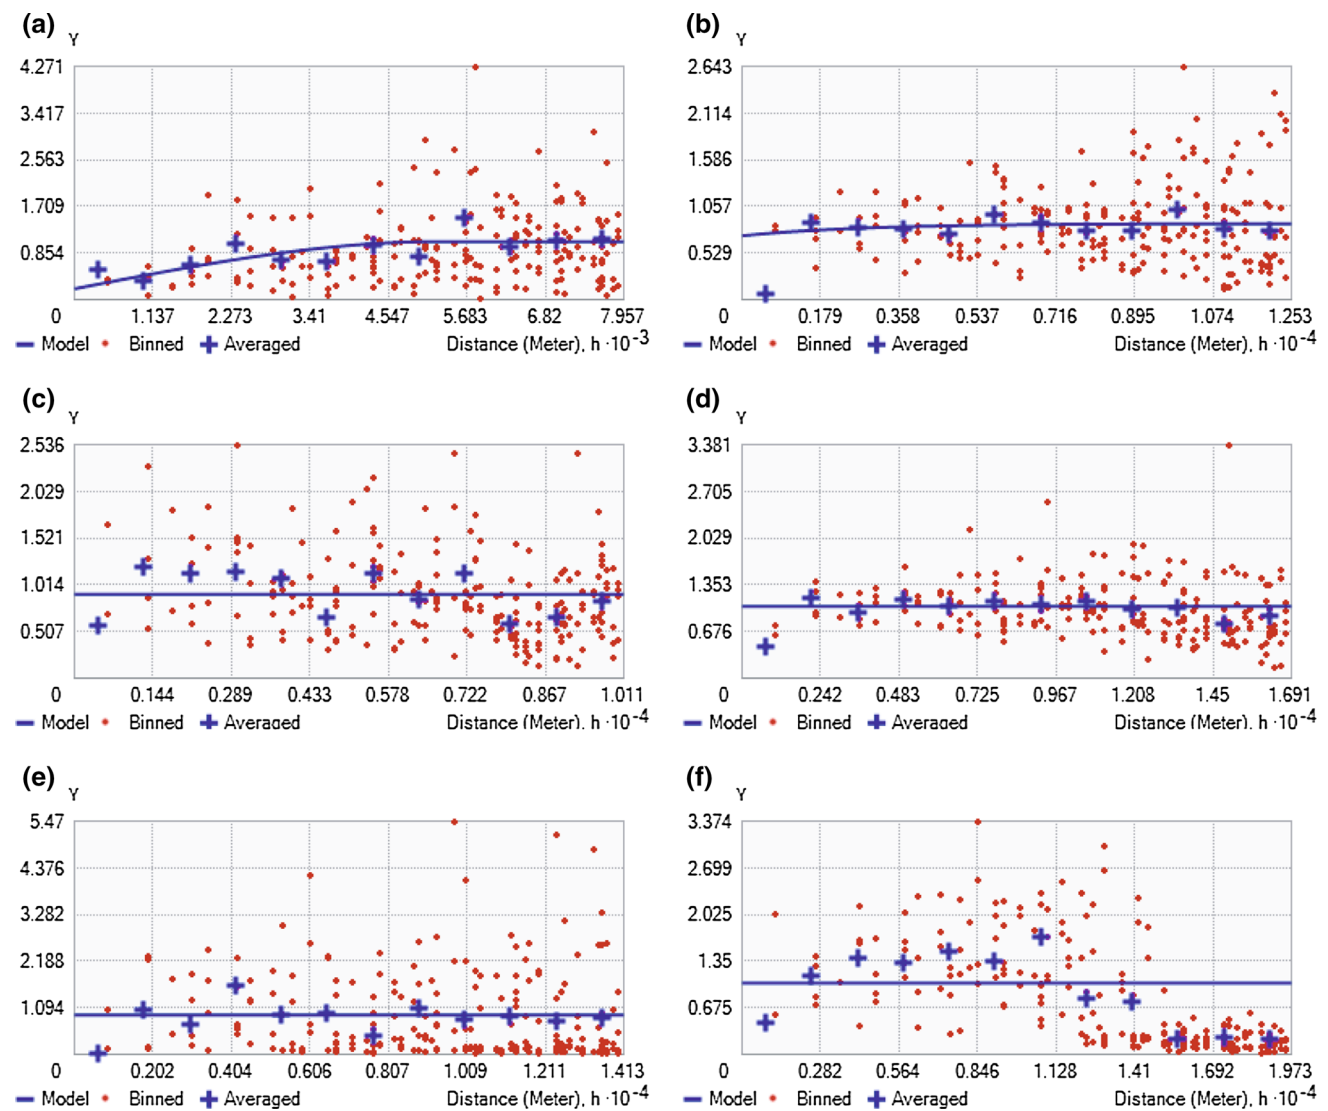 (a)
Y
4.271
3.417
2.563
1.709
0.854
0 1.137 2.273 3.41 4.547 5.683 6.82 7.957
Model Binned Averaged Distance (Meter), h ·10⁻³
(b)
Y
2.643
2.114
1.586
1.057
0.529
0 0.179 0.358 0.537 0.716 0.895 1.074 1.253
Model Binned Averaged Distance (Meter), h ·10⁻⁴
(c)
Y
2.536
2.029
1.521
1.014
0.507
0 0.144 0.289 0.433 0.578 0.722 0.867 1.011
Model Binned Averaged Distance (Meter), h ·10⁻⁴
(d)
Y
3.381
2.705
2.029
1.353
0.676
0 0.242 0.483 0.725 0.967 1.208 1.45 1.691
Model Binned Averaged Distance (Meter), h ·10⁻⁴
(e)
Y
5.47
4.376
3.282
2.188
1.094
0 0.202 0.404 0.606 0.807 1.009 1.211 1.413
Model Binned Averaged Distance (Meter), h ·10⁻⁴
(f)
Y
3.374
2.699
2.025
1.35
0.675
0 0.282 0.564 0.846 1.128 1.41 1.692 1.973
Model Binned Averaged Distance (Meter), h ·10⁻⁴